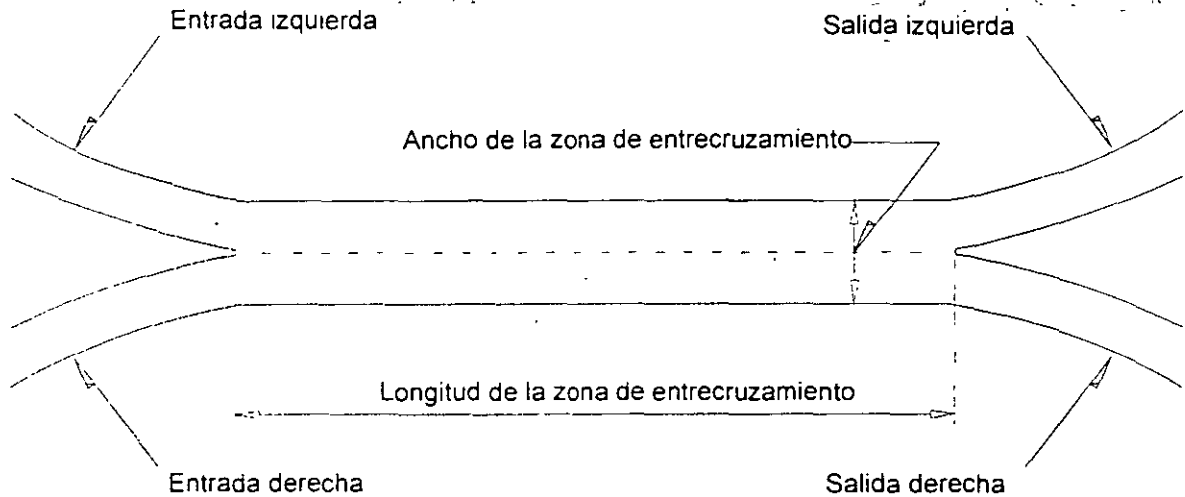 Entrada izquierda
Salida izquierda
Ancho de la zona de entrecruzamiento
Longitud de la zona de entrecruzamiento
Entrada derecha
Salida derecha